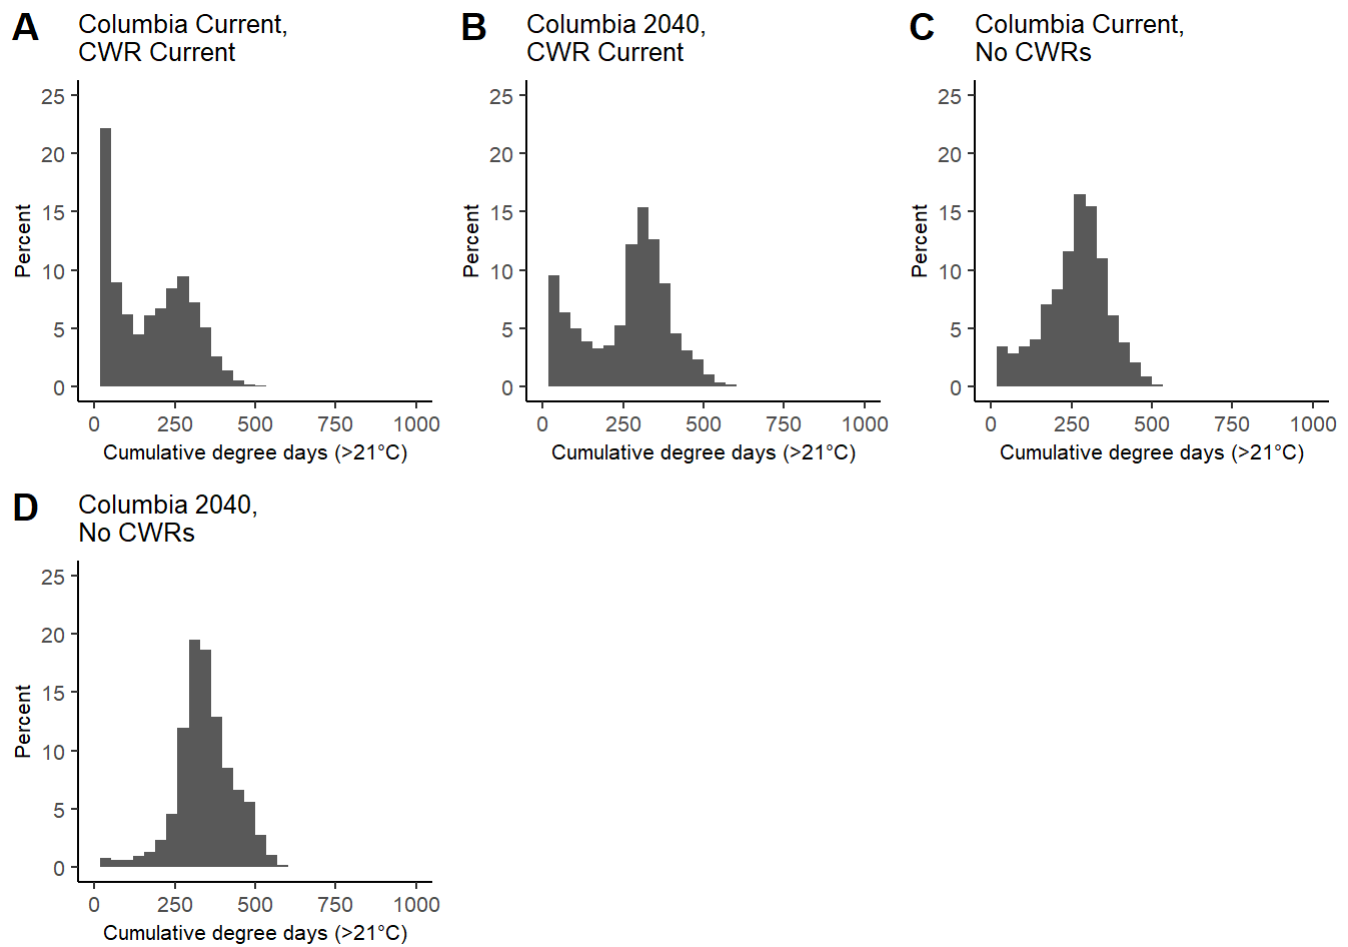 A
Columbia Current,
CWR Current
25
20
15
10
5
0
Percent
0 250 500 750 1000
Cumulative degree days (>21°C)
B
Columbia 2040,
CWR Current
25
20
15
10
5
0
Percent
0 250 500 750 1000
Cumulative degree days (>21°C)
C
Columbia Current,
No CWRs
25
20
15
10
5
0
Percent
0 250 500 750 1000
Cumulative degree days (>21°C)
D
Columbia 2040,
No CWRs
25
20
15
10
5
0
Percent
0 250 500 750 1000
Cumulative degree days (>21°C)